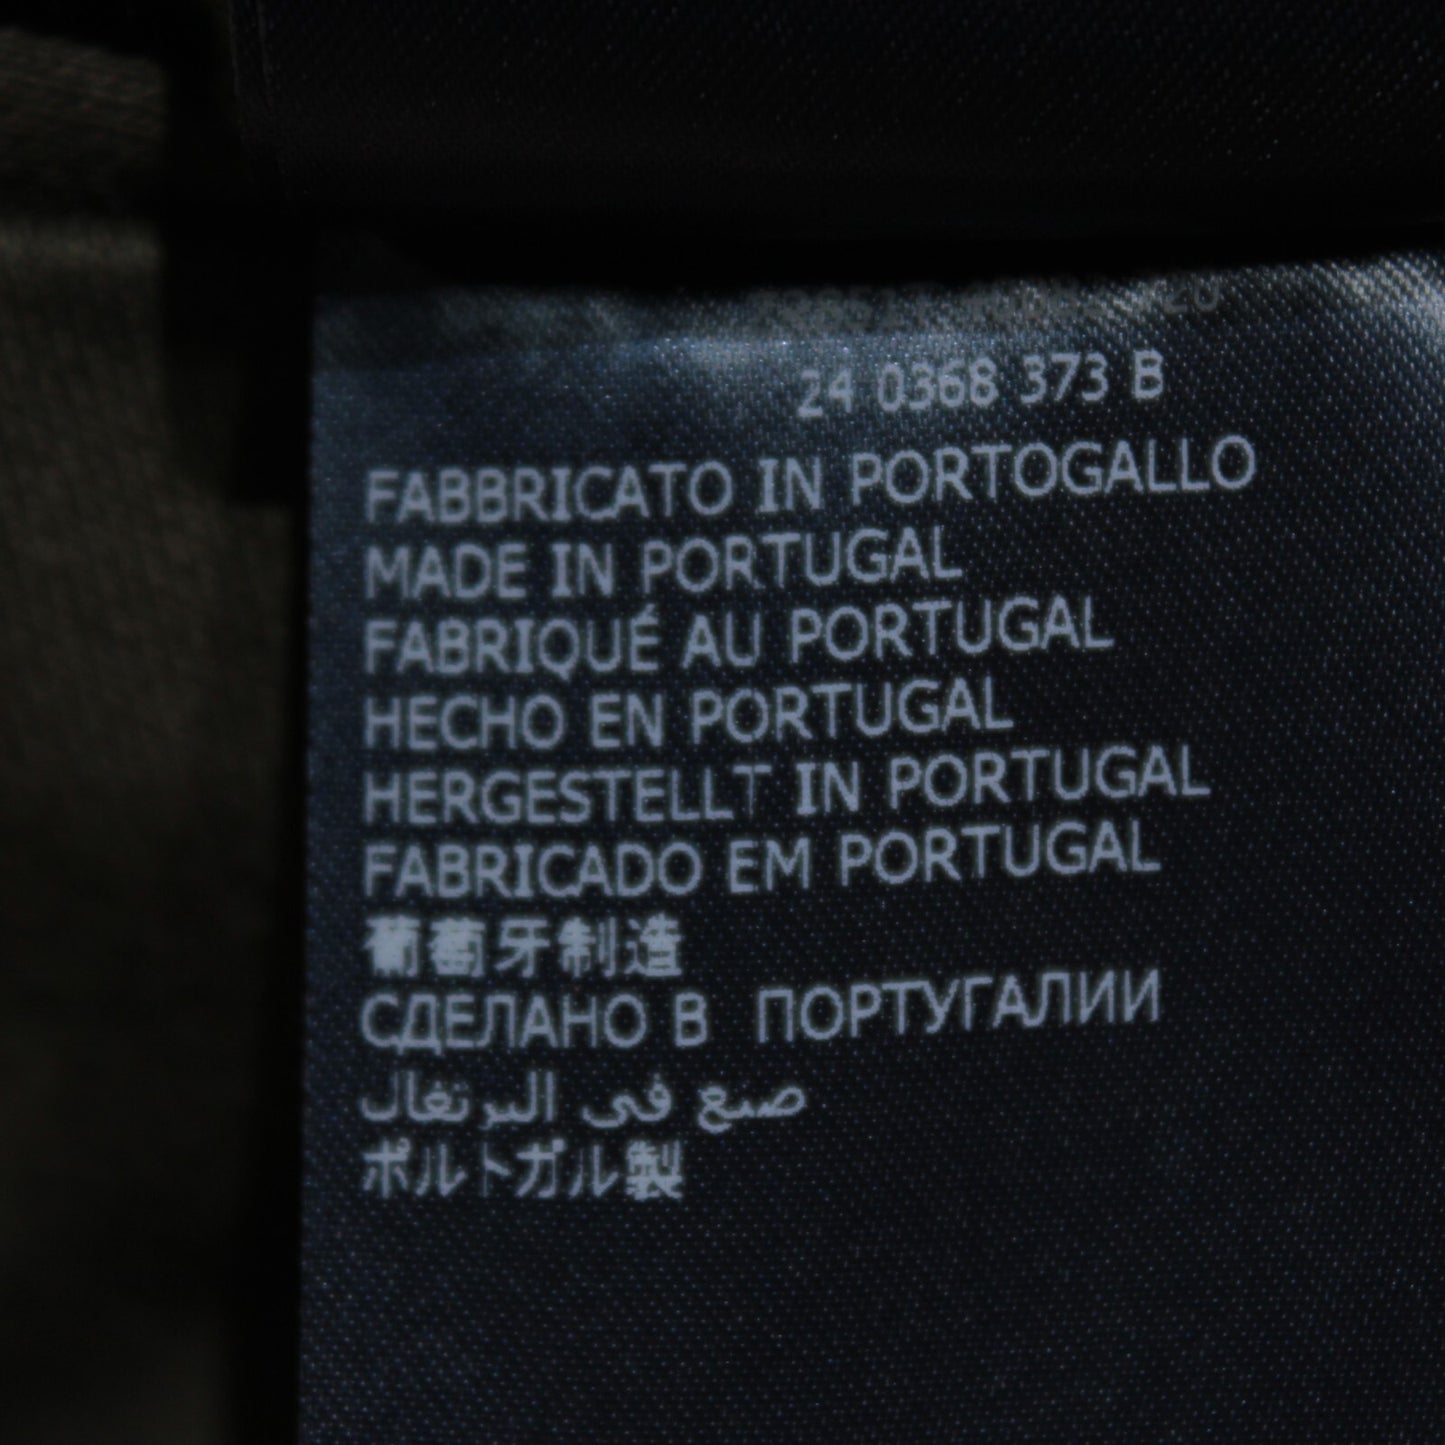 24 0368 373 B
FABBRICATO IN PORTOGALLO
MADE IN PORTUGAL
FABRIQUÉ AU PORTUGAL
HECHO EN PORTUGAL
HERGESTELLT IN PORTUGAL
FABRICADO EM PORTUGAL
葡萄牙制造
СДЕЛАНО В ПОРТУГАЛИИ
صنع في البرتغال
ポルトガル製